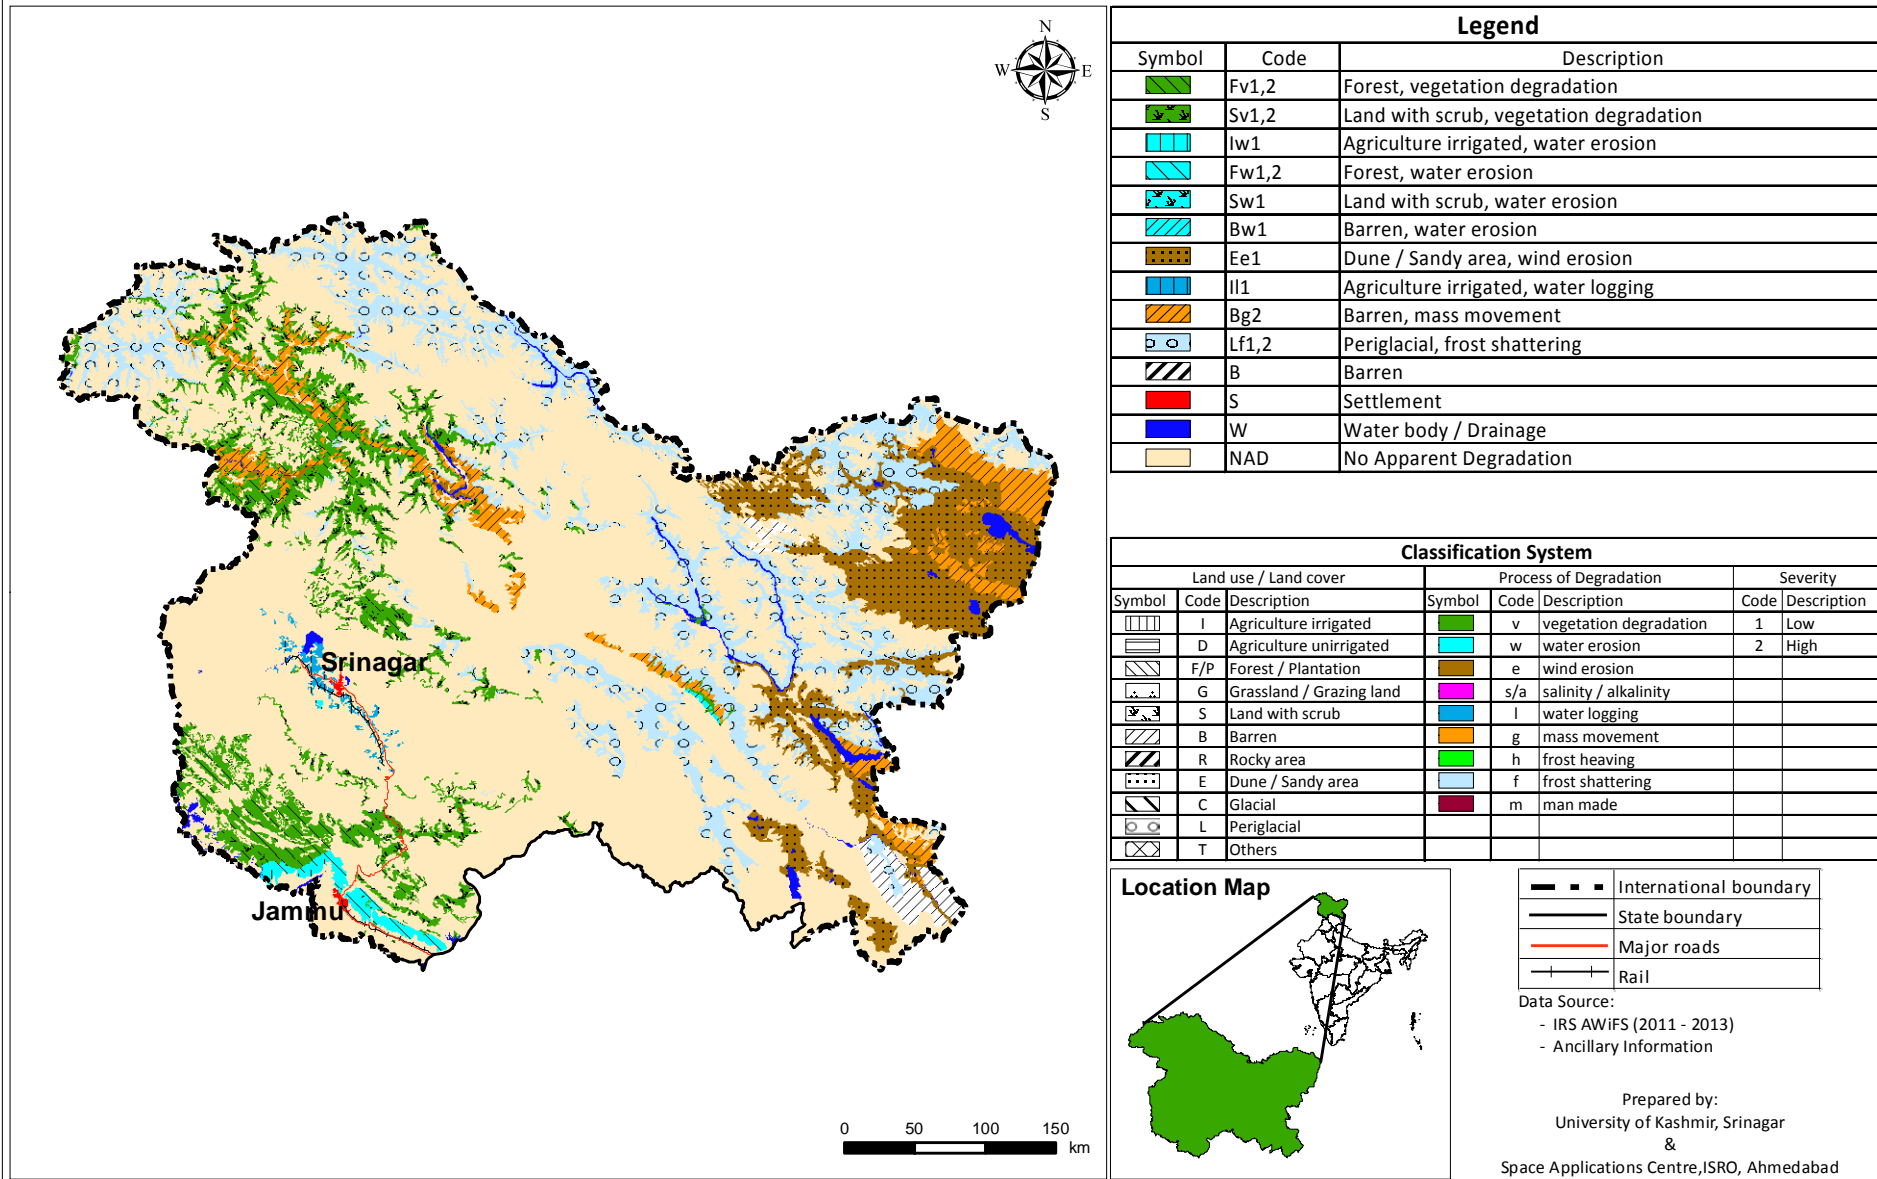 N
W E
S
Srinagar
Jammu
0 50 100 150
km
Legend
Symbol Code Description
Fv1,2 Forest, vegetation degradation
Sv1,2 Land with scrub, vegetation degradation
Iw1 Agriculture irrigated, water erosion
Fw1,2 Forest, water erosion
Sw1 Land with scrub, water erosion
Bw1 Barren, water erosion
Ee1 Dune / Sandy area, wind erosion
Il1 Agriculture irrigated, water logging
Bg2 Barren, mass movement
Lf1,2 Periglacial, frost shattering
B Barren
S Settlement
W Water body / Drainage
NAD No Apparent Degradation
Classification System
Land use / Land cover Process of Degradation Severity
Symbol Code Description Symbol Code Description Code Description
I Agriculture irrigated v vegetation degradation 1 Low
D Agriculture unirrigated w water erosion 2 High
F/P Forest / Plantation e wind erosion
G Grassland / Grazing land s/a salinity / alkalinity
S Land with scrub l water logging
B Barren g mass movement
R Rocky area h frost heaving
E Dune / Sandy area f frost shattering
C Glacial m man made
L Periglacial
T Others
Location Map
International boundary
State boundary
Major roads
Rail
Data Source:
- IRS AWiFS (2011 - 2013)
- Ancillary Information
Prepared by:
University of Kashmir, Srinagar
&
Space Applications Centre,ISRO, Ahmedabad